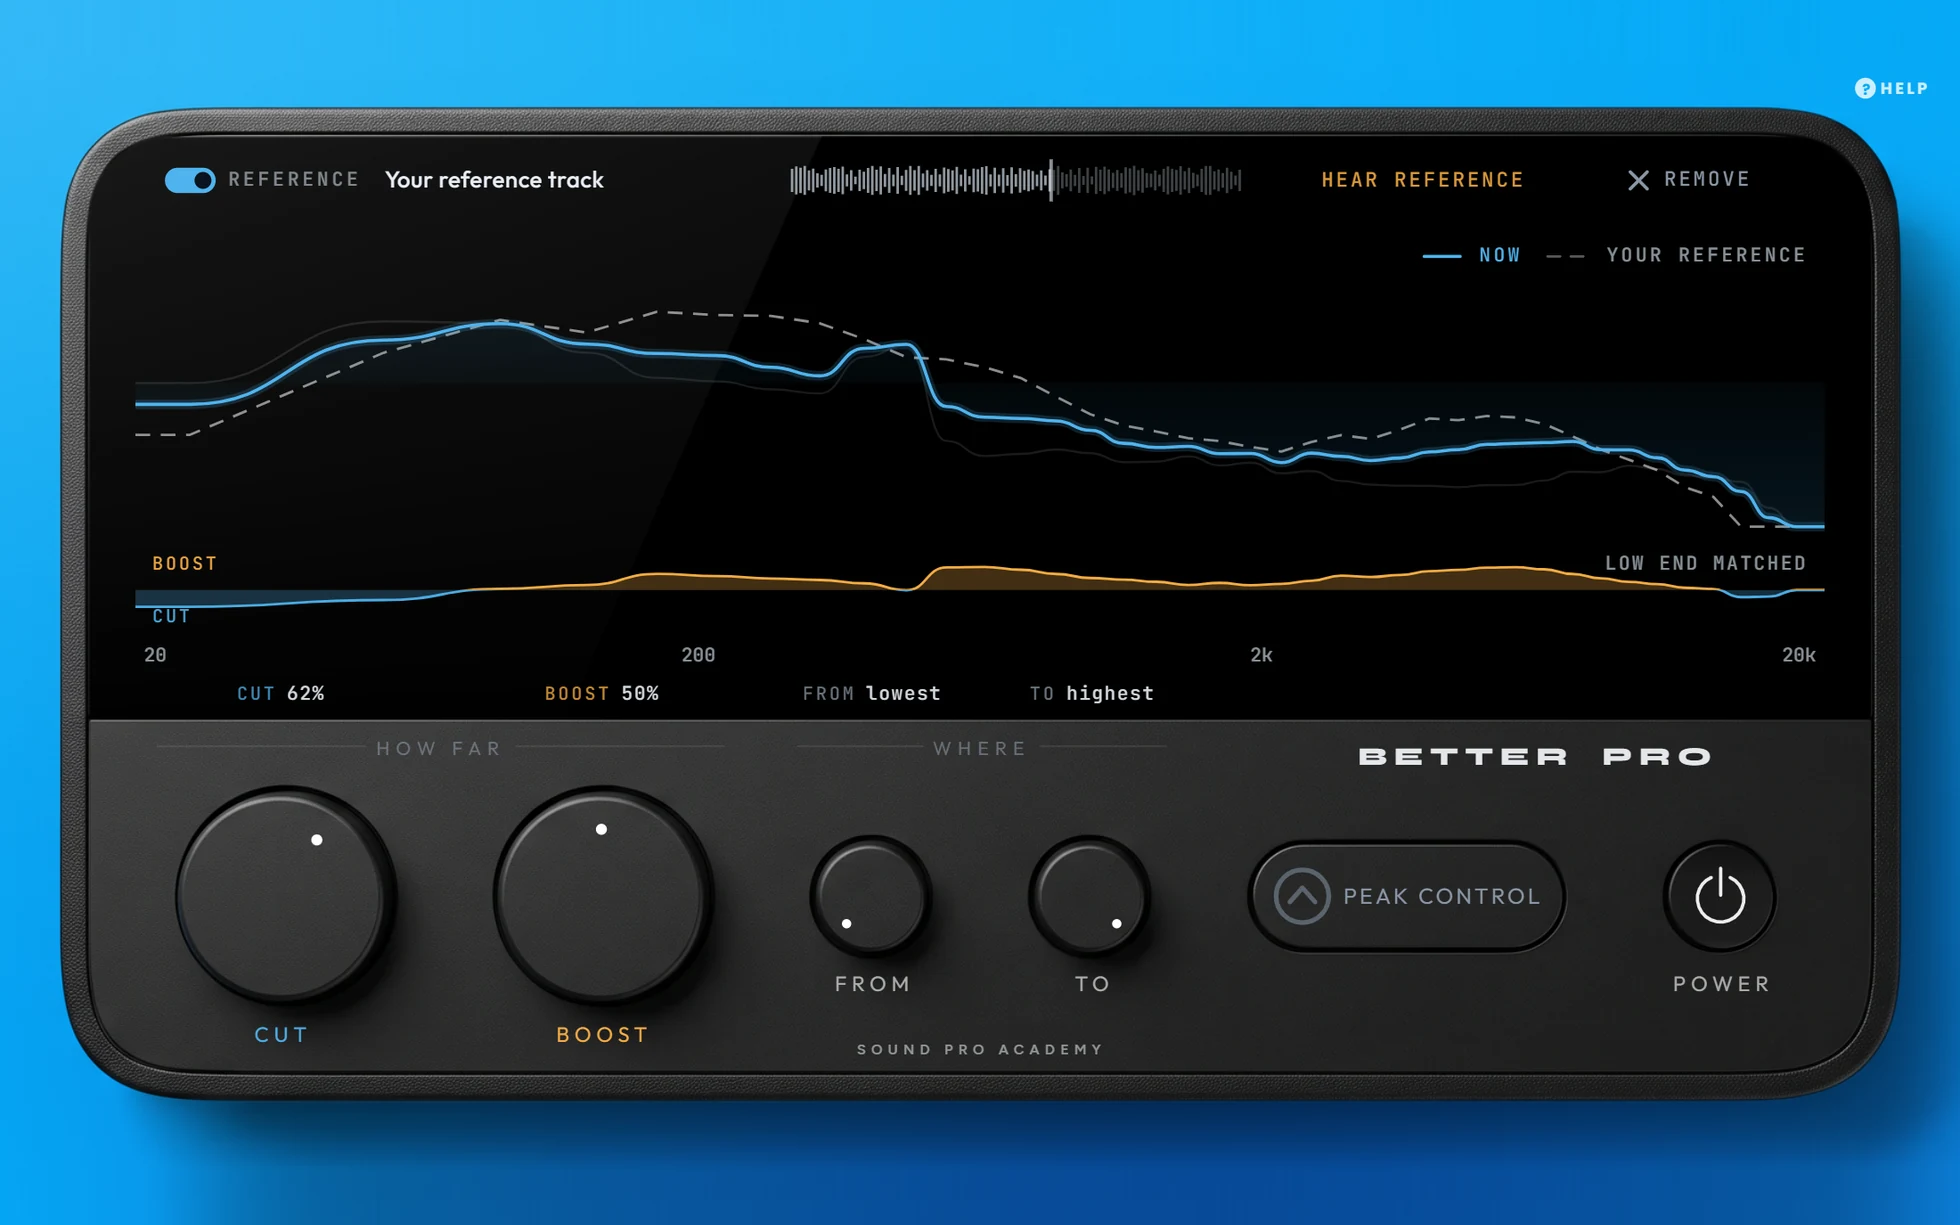 HELP
REFERENCE Your reference track HEAR REFERENCE REMOVE
NOW YOUR REFERENCE
BOOST LOW END MATCHED
CUT
20 200 2k 20k
CUT 62% BOOST 50% FROM lowest TO highest
HOW FAR WHERE BETTER PRO
PEAK CONTROL
FROM TO POWER
CUT BOOST
SOUND PRO ACADEMY